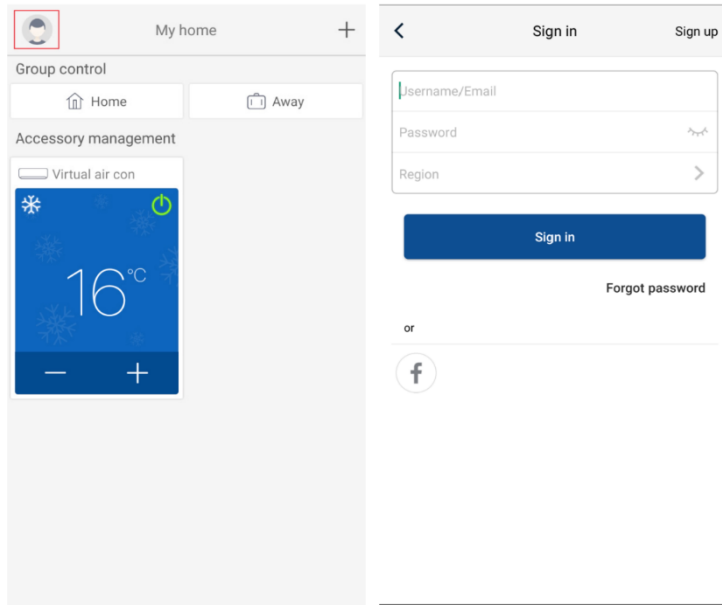 My home
Group control
Home
Away
Accessory management
Virtual air con
16°C
Sign in
Sign up
Username/Email
Password
Region
Sign in
Forgot password
or